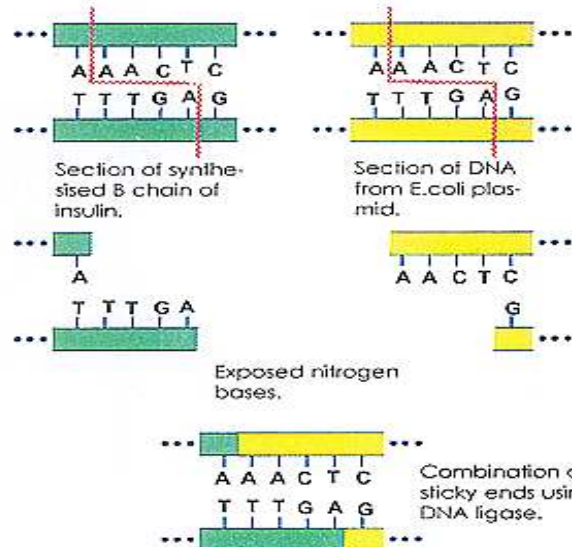 A A A C T C
T T T G A G
Section of synthe-
sised B chain of
insulin.
A A A C T C
T T T G A G
Section of DNA
from E.coli plas-
mid.
A
T T T G A
A A C T C
G
Exposed nitrogen
bases.
A A A C T C
T T T G A G
Combination
sticky ends
DNA ligase.